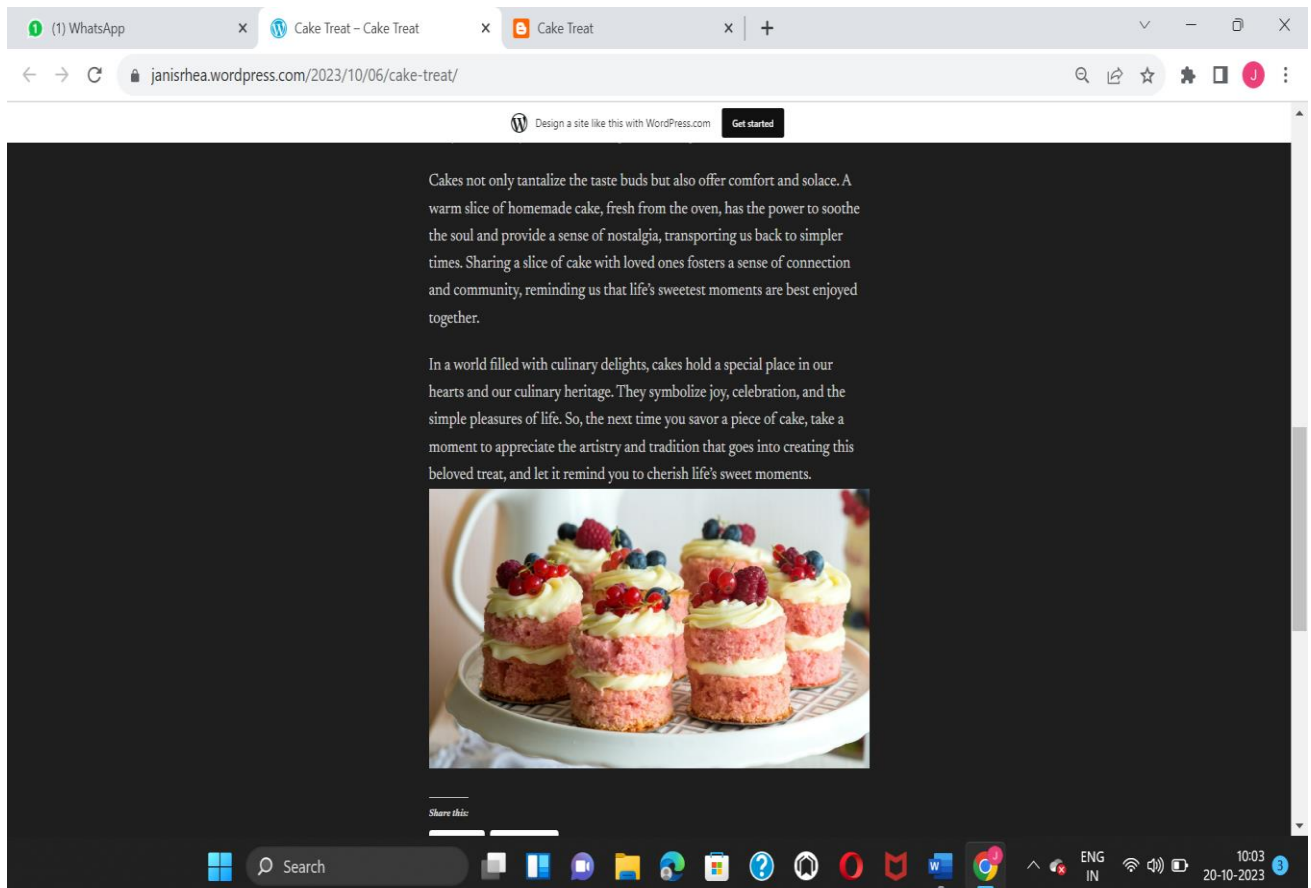 (1) WhatsApp
Cake Treat – Cake Treat
Cake Treat
janisrhea.wordpress.com/2023/10/06/cake-treat/
J
Design a site like this with WordPress.com
Get started
Cakes not only tantalize the taste buds but also offer comfort and solace. A
warm slice of homemade cake, fresh from the oven, has the power to soothe
the soul and provide a sense of nostalgia, transporting us back to simpler
times. Sharing a slice of cake with loved ones fosters a sense of connection
and community, reminding us that life’s sweetest moments are best enjoyed
together.
In a world filled with culinary delights, cakes hold a special place in our
hearts and our culinary heritage. They symbolize joy, celebration, and the
simple pleasures of life. So, the next time you savor a piece of cake, take a
moment to appreciate the artistry and tradition that goes into creating this
beloved treat, and let it remind you to cherish life’s sweet moments.
Share this:
Search
ENG
IN
10:03
20-10-2023
3